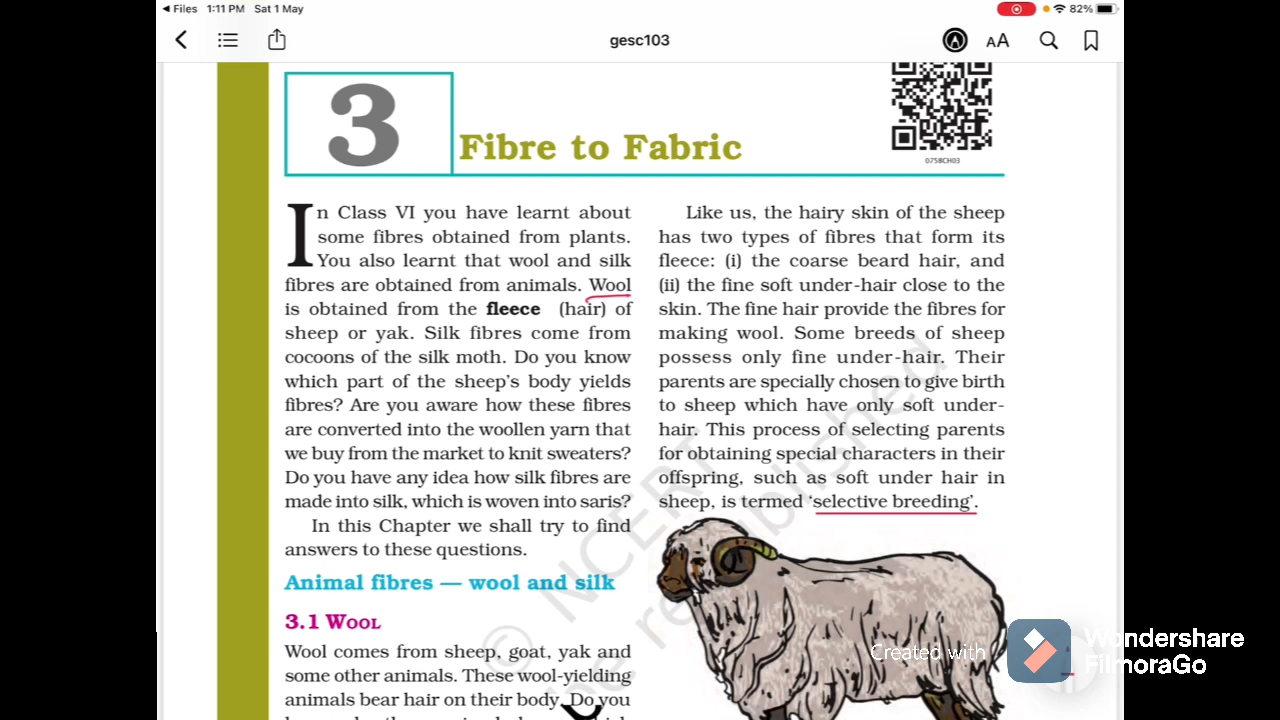 Files 1:11 PM Sat 1 May 82%
gesc103
AA
3
Fibre to Fabric
0758CH03
In Class VI you have learnt about
some fibres obtained from plants.
You also learnt that wool and silk
fibres are obtained from animals. Wool
is obtained from the fleece (hair) of
sheep or yak. Silk fibres come from
cocoons of the silk moth. Do you know
which part of the sheep's body yields
fibres? Are you aware how these fibres
are converted into the woollen yarn that
we buy from the market to knit sweaters?
Do you have any idea how silk fibres are
made into silk, which is woven into saris?
In this Chapter we shall try to find
answers to these questions.
Animal fibres — wool and silk
3.1 WOOL
Wool comes from sheep, goat, yak and
some other animals. These wool-yielding
animals bear hair on their body. Do you
Like us, the hairy skin of the sheep
has two types of fibres that form its
fleece: (i) the coarse beard hair, and
(ii) the fine soft under-hair close to the
skin. The fine hair provide the fibres for
making wool. Some breeds of sheep
possess only fine under-hair. Their
parents are specially chosen to give birth
to sheep which have only soft under-
hair. This process of selecting parents
for obtaining special characters in their
offspring, such as soft under hair in
sheep, is termed ‘selective breeding’.
© NCERT
be republished
Created with
Wondershare
FilmoraGo